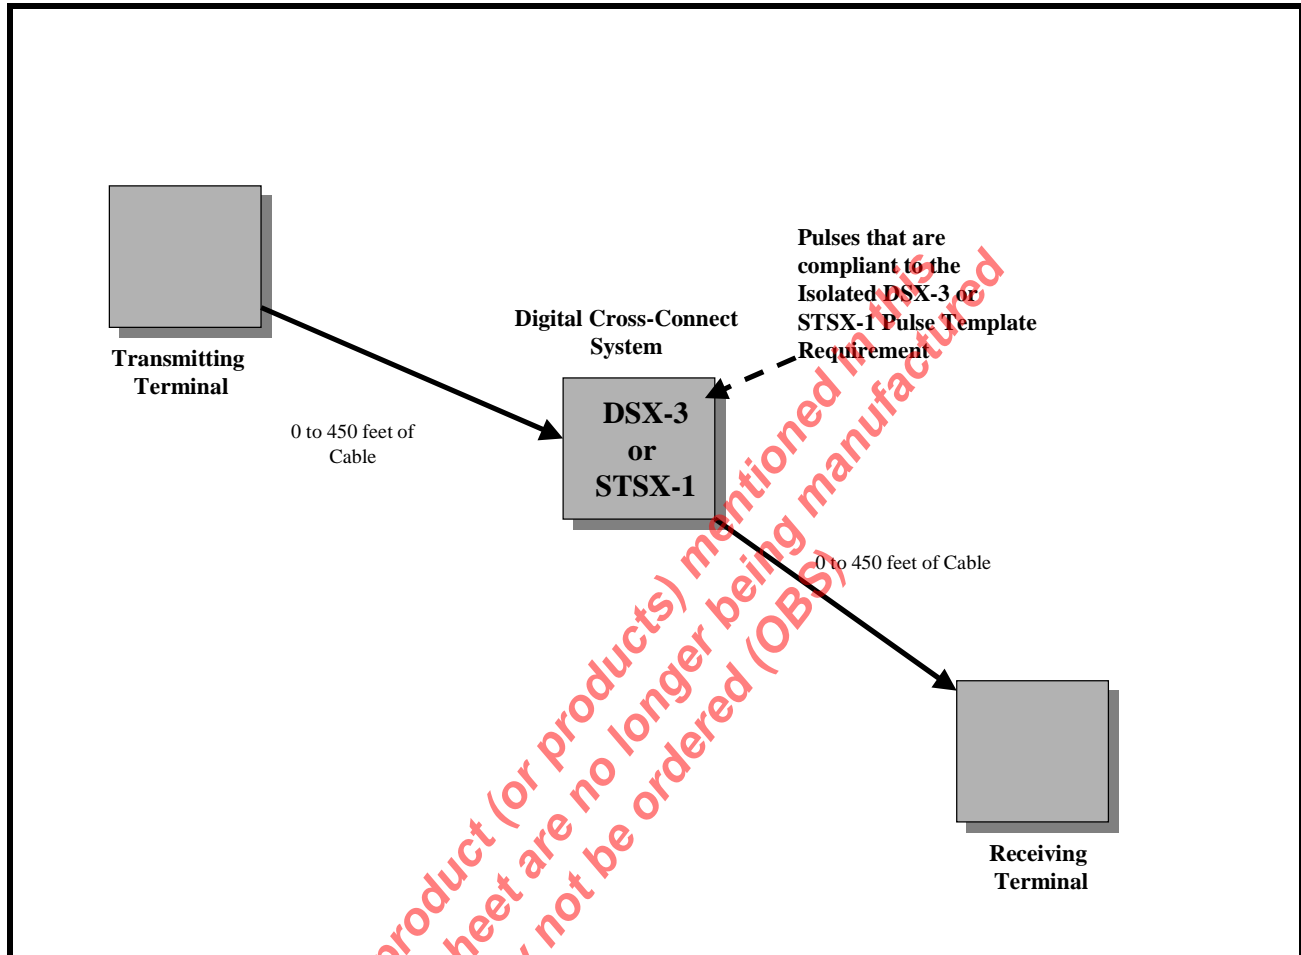 Transmitting
Terminal
0 to 450 feet of
Cable
Digital Cross-Connect
System
DSX-3
or
STSX-1
Pulses that are
compliant to the
Isolated DSX-3 or
STSX-1 Pulse Template
Requirement
0 to 450 feet of Cable
Receiving
Terminal
product (or products) mentioned in this
sheet are no longer being manufactured
not be ordered (OBS)